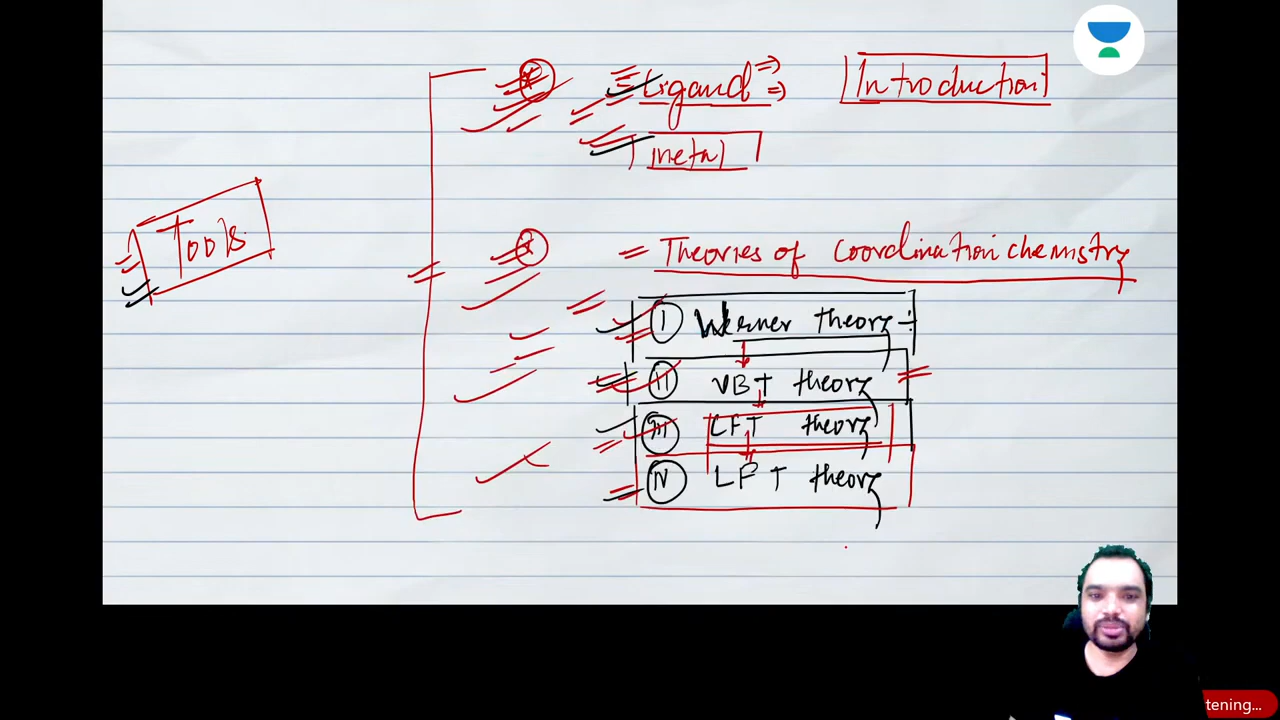 Ligand ⇒ Introduction
⇒
metal
Tools
= Theories of Coordination chemistry
I Werner theory
II VBT theory
III CFT theory
IV LFT theory
tening...